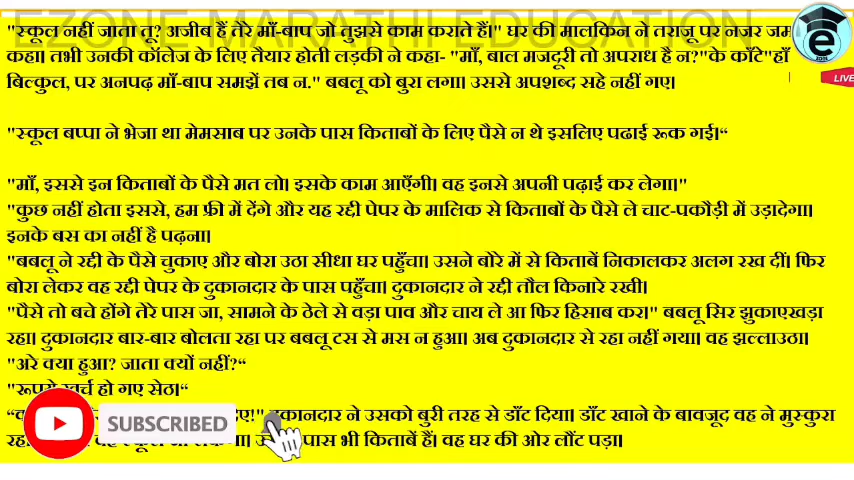 EZONE MARATHI EDUCATION
"स्कूल नहीं जाता तू? अजीब हैं तेरे माँ-बाप जो तुझसे काम कराते हैं।" घर की मालकिन ने तराजू पर नजर जम
कहा। तभी उनकी कॉलेज के लिए तैयार होती लड़की ने कहा- "माँ, बाल मजदूरी तो अपराध है न?"के काँटे"हाँ
बिल्कुल, पर अनपढ़ माँ-बाप समझें तब न।" बबलू को बुरा लगा। उससे अपशब्द सहे नहीं गए।
"स्कूल बप्पा ने भेजा था मेमसाब पर उनके पास किताबों के लिए पैसे न थे इसलिए पढाई रूक गई।“
"माँ, इससे इन किताबों के पैसे मत लो। इसके काम आएँगी। वह इनसे अपनी पढ़ाई कर लेगा।"
"कुछ नहीं होता इससे, हम फ्री में देंगे और यह रद्दी पेपर के मालिक से किताबों के पैसे ले चाट-पकौड़ी में उड़ादेगा।
इनके बस का नहीं है पढ़ना।
"बबलू ने रद्दी के पैसे चुकाए और बोरा उठा सीधा घर पहुँचा। उसने बोरे में से किताबें निकालकर अलग रख दीं। फिर
बोरा लेकर वह रद्दी पेपर के दुकानदार के पास पहुँचा। दुकानदार ने रद्दी तौल किनारे रखी।
"पैसे तो बचे होंगे तेरे पास जा, सामने के ठेले से वड़ा पाव और चाय ले आ फिर हिसाब कर।" बबलू सिर झुकाएखड़ा
रहा। दुकानदार बार-बार बोलता रहा पर बबलू टस से मस न हुआ। अब दुकानदार से रहा नहीं गया। वह झल्लाउठा।
"अरे क्या हुआ? जाता क्यों नहीं?“
"रूपये खर्च हो गए सेठ।“
दुकानदार ने उसको बुरी तरह से डाँट दिया। डाँट खाने के बावजूद वह ने मुस्कुरा
पास भी किताबें हैं। वह घर की ओर लौंट पड़ा।
SUBSCRIBED
e
LIVE